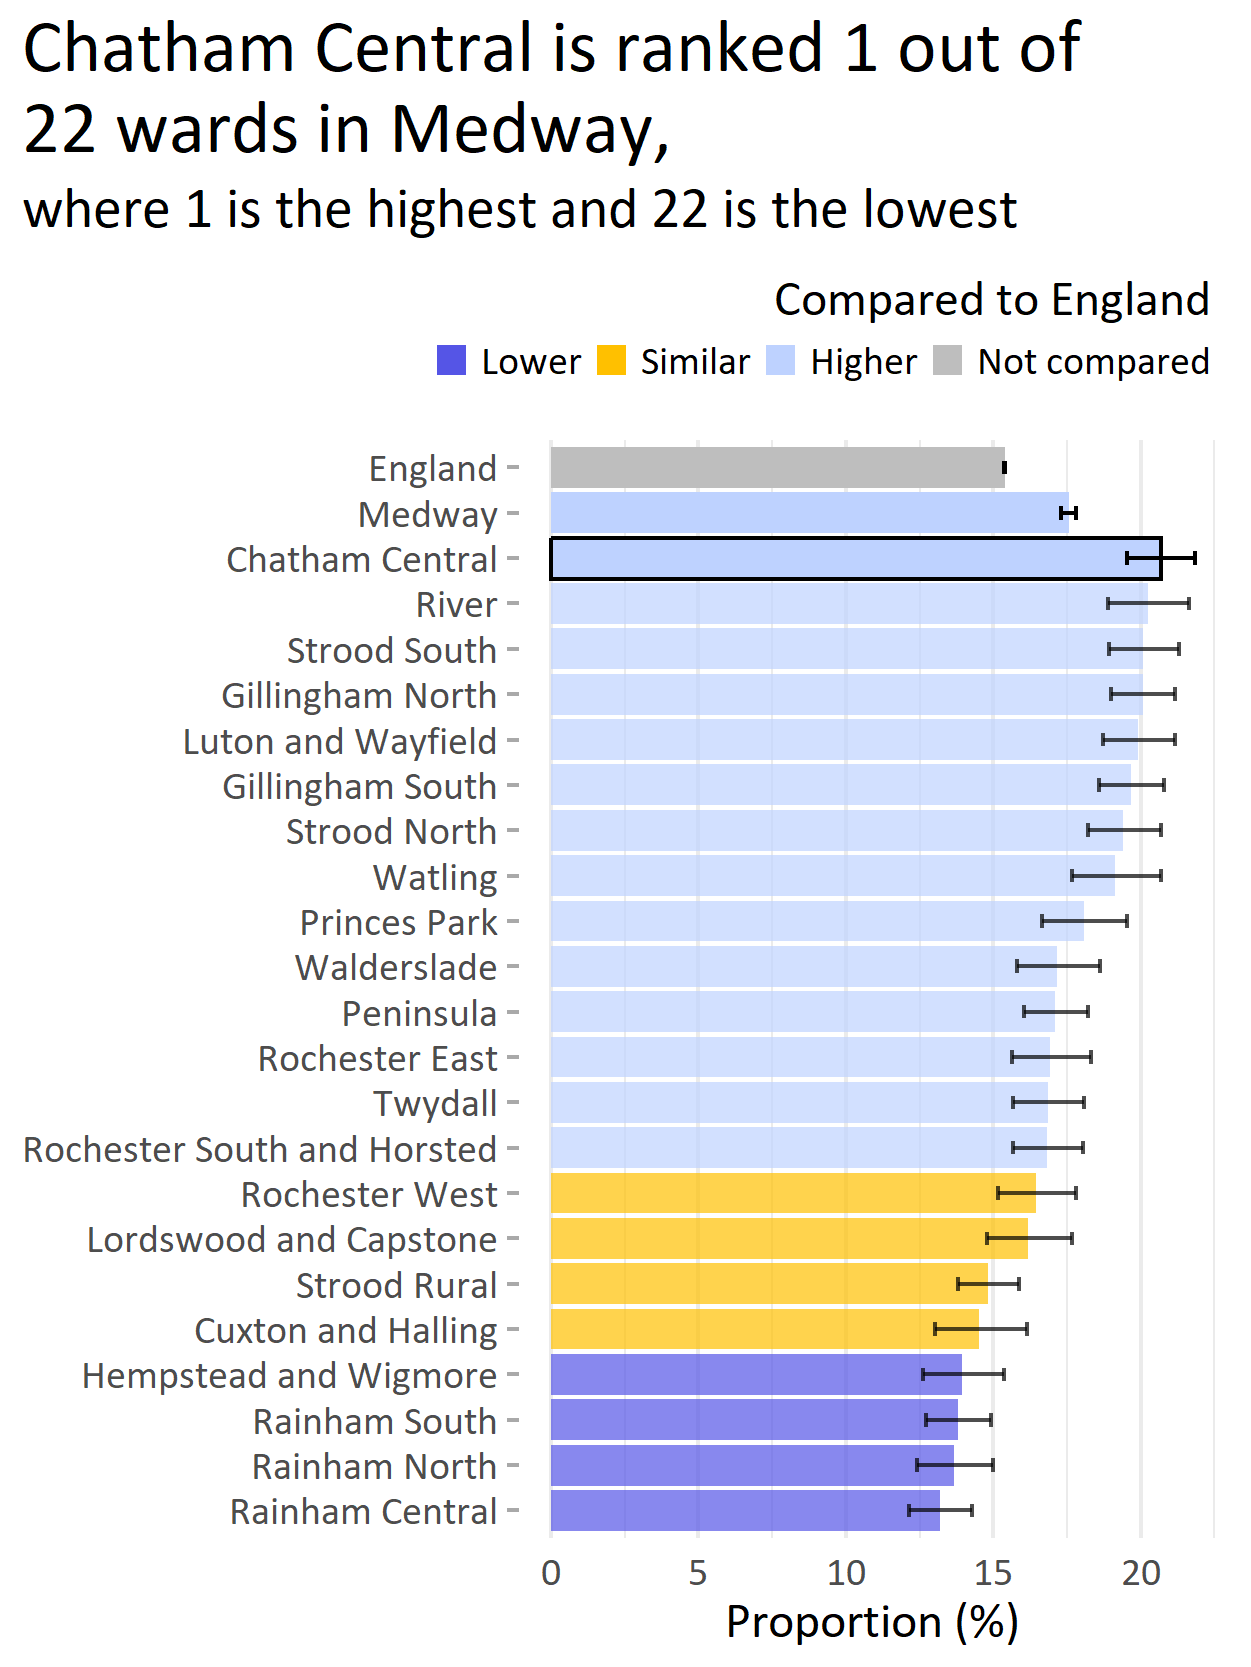 Chatham Central is ranked 1 out of
22 wards in Medway,
where 1 is the highest and 22 is the lowest
Compared to England
Lower Similar Higher Not compared
England
Medway
Chatham Central
River
Strood South
Gillingham North
Luton and Wayfield
Gillingham South
Strood North
Watling
Princes Park
Walderslade
Peninsula
Rochester East
Twydall
Rochester South and Horsted
Rochester West
Lordswood and Capstone
Strood Rural
Cuxton and Halling
Hempstead and Wigmore
Rainham South
Rainham North
Rainham Central
0 5 10 15 20
Proportion (%)